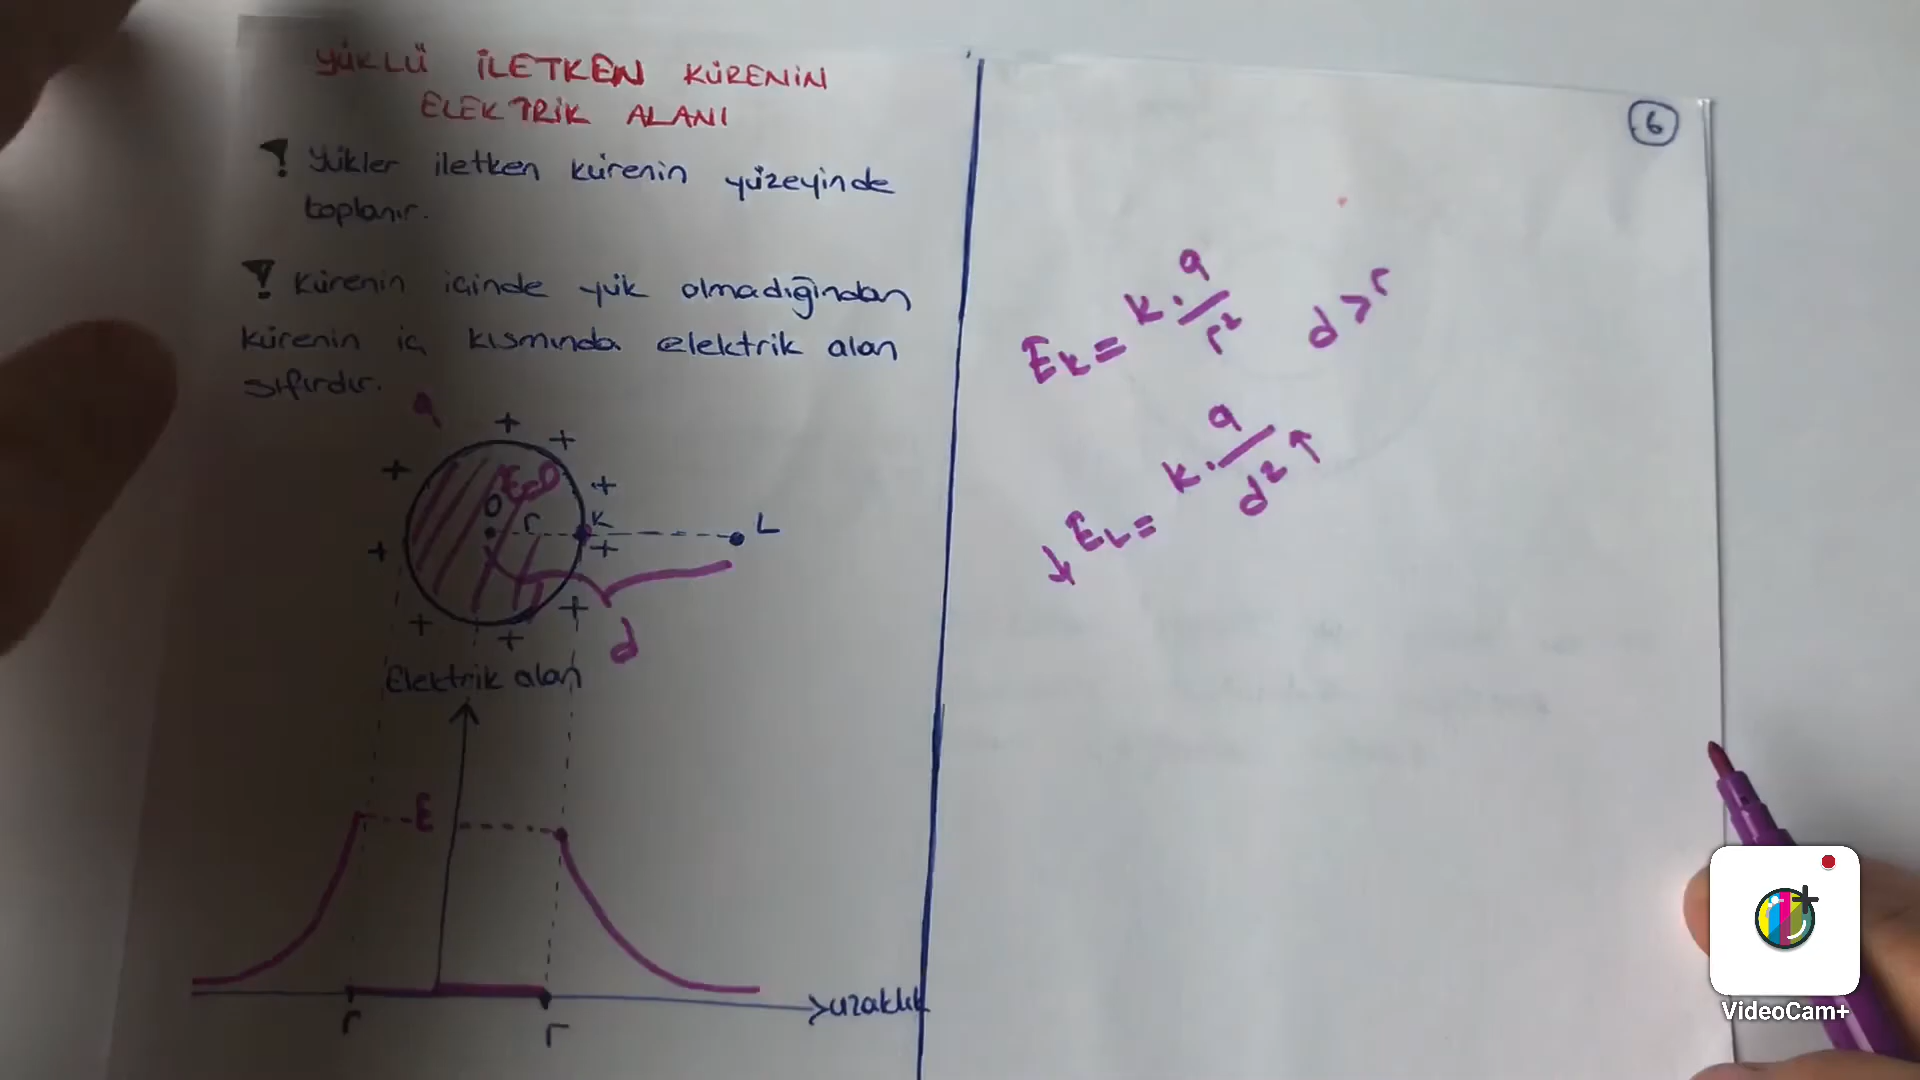 YÜKLÜ İLETKEN KÜRENİN
ELEKTRİK ALANI
! Yükler iletken kürenin yüzeyinde
toplanır.
! Kürenin içinde yük olmadığından
kürenin iç kısmında elektrik alan
sıfırdır.
q
+ +
+ E=0 +
O r K L
+ +
+ + +
d
Elektrik alan
E
r r >uzaklık
6
EK = k . q / r² d > r
↓ EL = k . q / d² ↑
VideoCam+